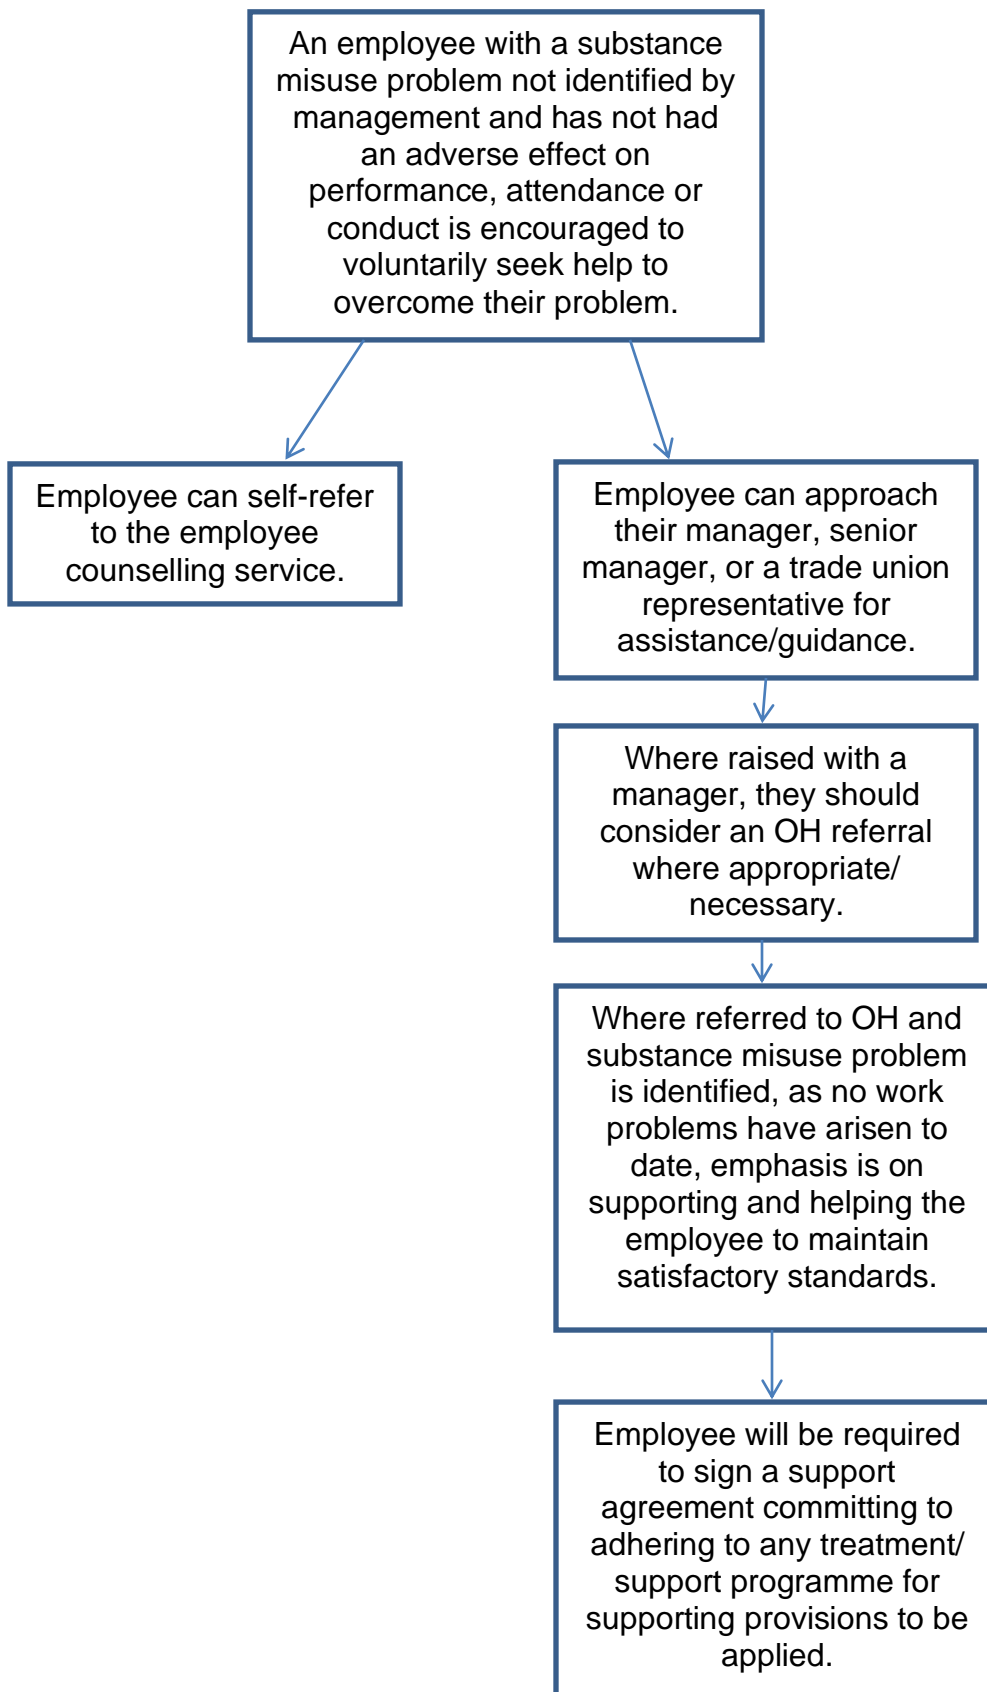 An employee with a substance
misuse problem not identified by
management and has not had
an adverse effect on
performance, attendance or
conduct is encouraged to
voluntarily seek help to
overcome their problem.
Employee can self-refer
to the employee
counselling service.
Employee can approach
their manager, senior
manager, or a trade union
representative for
assistance/guidance.
Where raised with a
manager, they should
consider an OH referral
where appropriate/
necessary.
Where referred to OH and
substance misuse problem
is identified, as no work
problems have arisen to
date, emphasis is on
supporting and helping the
employee to maintain
satisfactory standards.
Employee will be required
to sign a support
agreement committing to
adhering to any treatment/
support programme for
supporting provisions to be
applied.